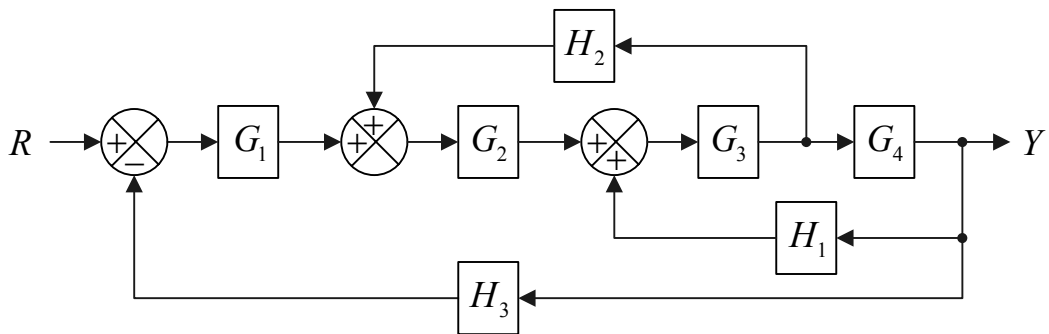 H₂
R + − G₁ + + G₂ + + G₃ G₄ Y
H₁
H₃